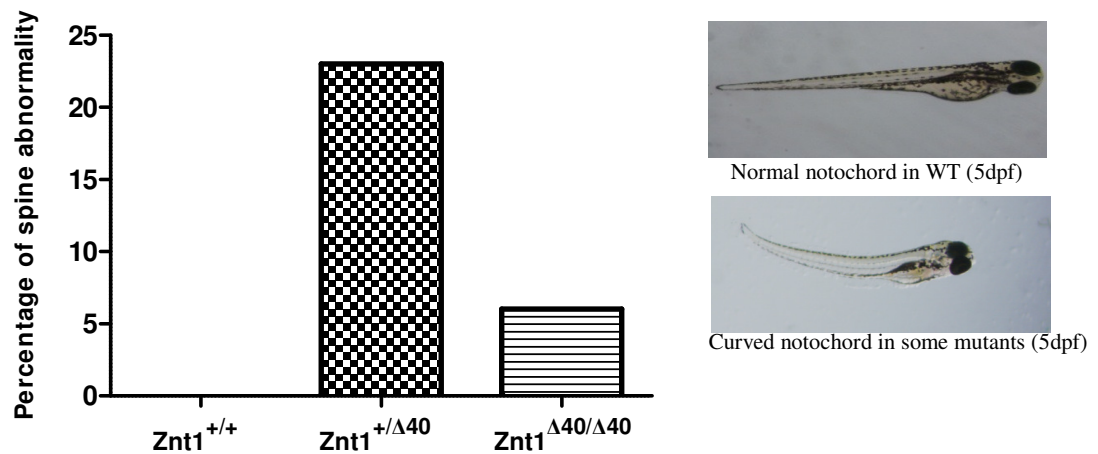 Percentage of spine abnormality
25
20
15
10
5
0
Znt1+/+
Znt1+/Δ40
Znt1Δ40/Δ40
Normal notochord in WT (5dpf)
Curved notochord in some mutants (5dpf)